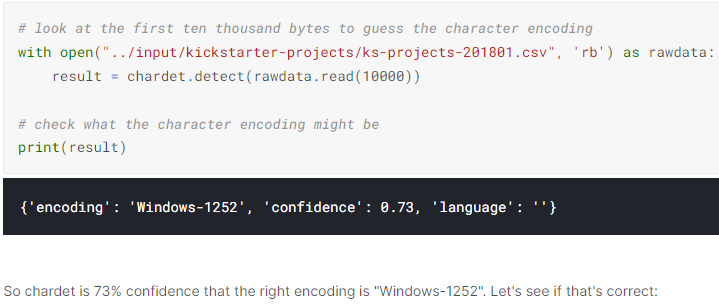 # look at the first ten thousand bytes to guess the character encoding
with open("../input/kickstarter-projects/ks-projects-201801.csv", 'rb') as rawdata:
    result = chardet.detect(rawdata.read(10000))
# check what the character encoding might be
print(result)
{'encoding': 'Windows-1252', 'confidence': 0.73, 'language': ''}
So chardet is 73% confidence that the right encoding is "Windows-1252". Let's see if that's correct: